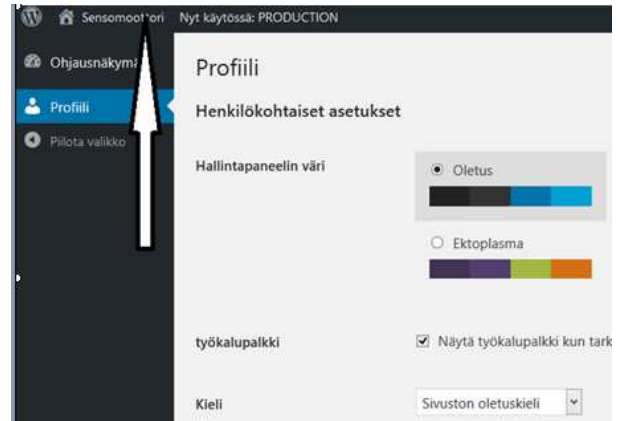 Sensomoottori Nyt käytössä: PRODUCTION
Ohjausnäkymä
Profiili
Piilota valikko
Profiili
Henkilökohtaiset asetukset
Hallintapaneelin väri
Oletus
Ektoplasma
työkalupalkki
Näytä työkalupalkki kun tark
Kieli
Sivuston oletuskieli